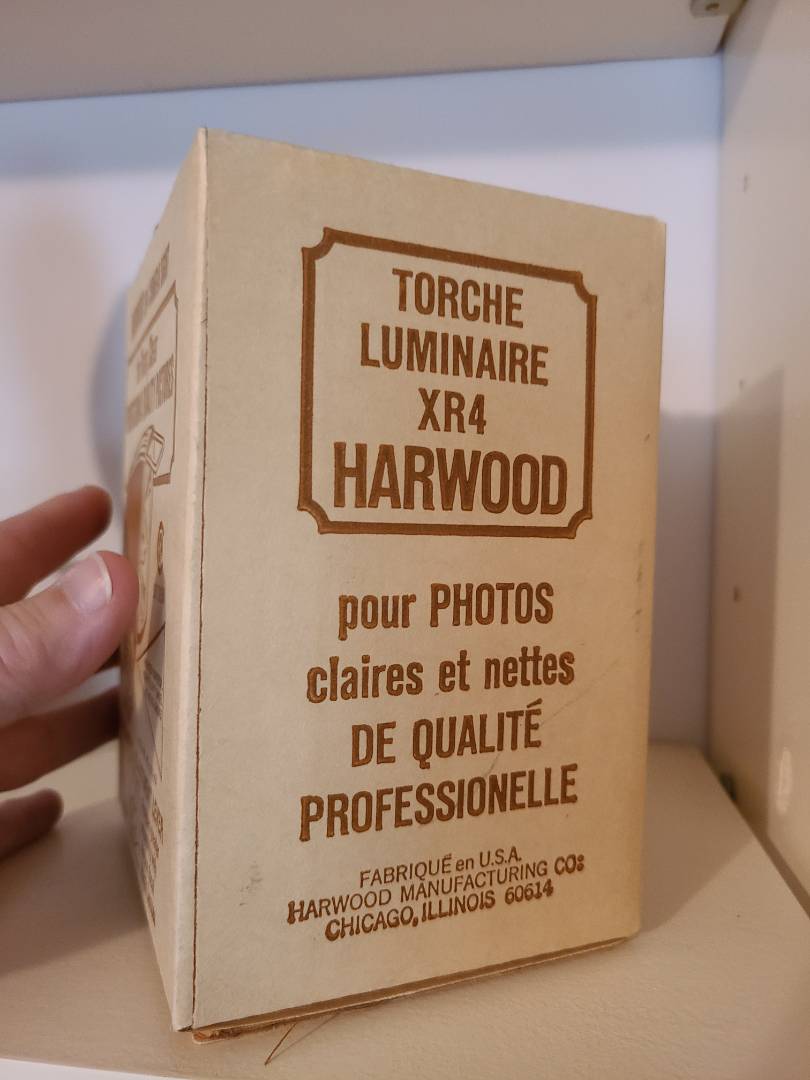 TORCHE
LUMINAIRE
XR4
HARWOOD
pour PHOTOS
claires et nettes
DE QUALITÉ
PROFESSIONELLE
FABRIQUÉ en U.S.A.
HARWOOD MANUFACTURING CO:
CHICAGO, ILLINOIS 60614